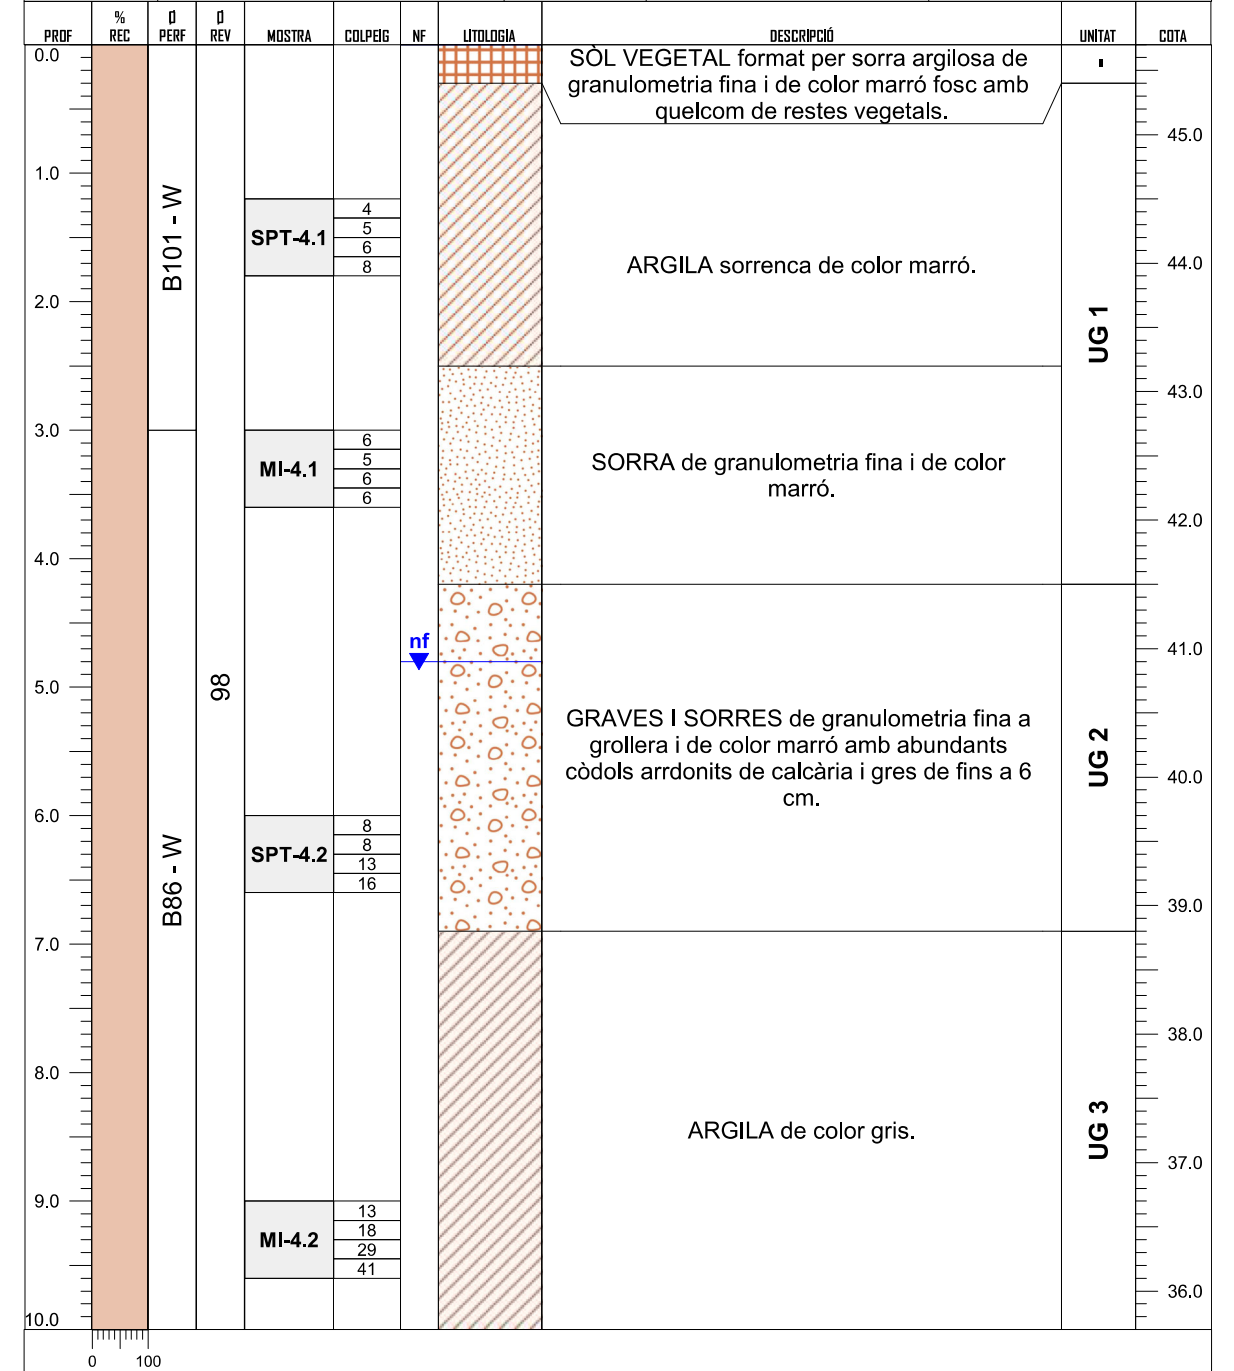 PROF
% REC
Ø PERF
Ø REV
MOSTRA
COLPEIG
NF
LITOLOGIA
DESCRIPCIÓ
UNITAT
COTA
0.0
1.0
2.0
3.0
4.0
5.0
6.0
7.0
8.0
9.0
10.0
0 100
B101 - W
B86 - W
98
SPT-4.1
4
5
6
8
MI-4.1
6
5
6
6
SPT-4.2
8
8
13
16
MI-4.2
13
18
29
41
nf
SÒL VEGETAL format per sorra argilosa de
granulometria fina i de color marró fosc amb
quelcom de restes vegetals.
ARGILA sorrenca de color marró.
SORRA de granulometria fina i de color
marró.
GRAVES I SORRES de granulometria fina a
grollera i de color marró amb abundants
còdols arrdonits de calcària i gres de fins a 6
cm.
ARGILA de color gris.
UG 1
UG 2
UG 3
45.0
44.0
43.0
42.0
41.0
40.0
39.0
38.0
37.0
36.0